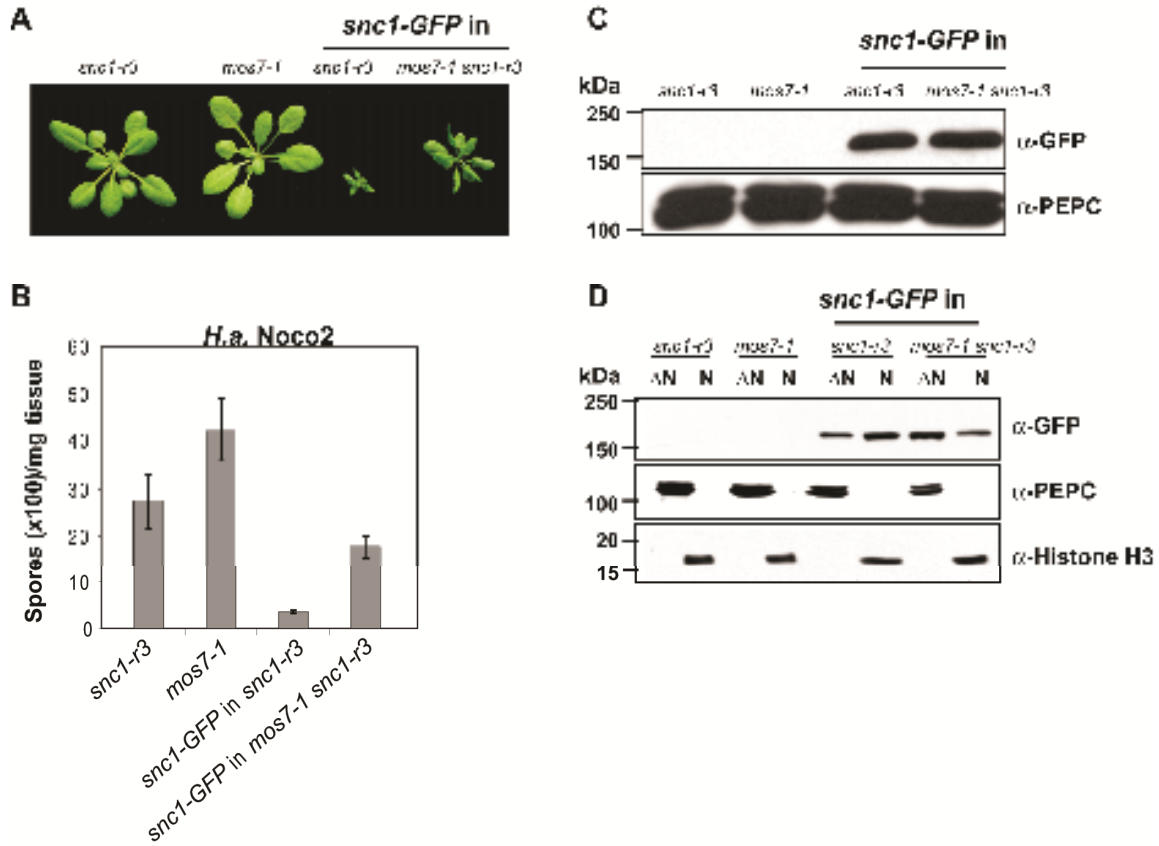 A
snc1-GFP in
snc1-r3 mos7-1 snc1-r3 mos7-1 snc1-r3
B
H.a. Noco2
Spores (x100)/mg tissue
60
50
40
30
20
10
0
snc1-r3
mos7-1
snc1-GFP in snc1-r3
snc1-GFP in mos7-1 snc1-r3
C
snc1-GFP in
kDa snc1-r3 mos7-1 snc1-r3 mos7-1 snc1-r3
250
150
α-GFP
100
α-PEPC
D
snc1-GFP in
snc1-r3 mos7-1 snc1-r3 mos7-1 snc1-r3
kDa ΔN N ΔN N ΔN N ΔN N
250
150
α-GFP
100
α-PEPC
20
15
α-Histone H3